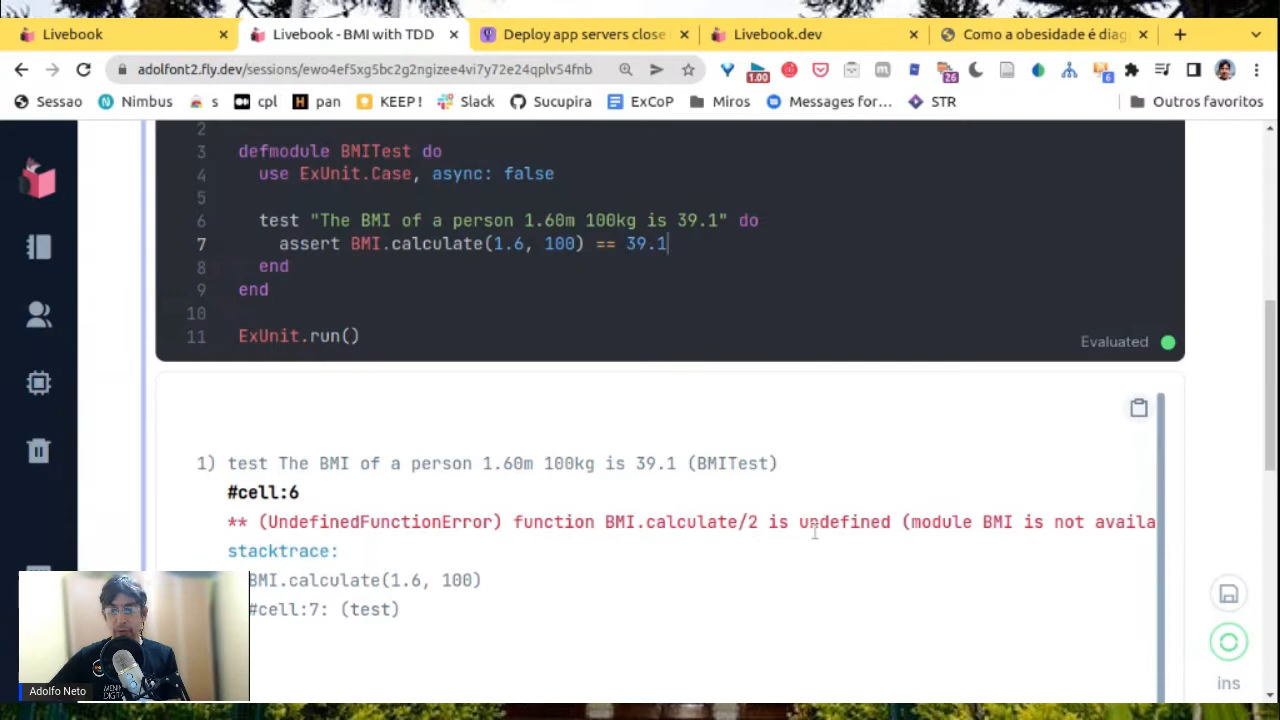 Livebook
Livebook - BMI with TDD
Deploy app servers close
Livebook.dev
Como a obesidade é diag
adolfont2.fly.dev/sessions/ewo4ef5xg5bc2g2ngizee4vi7y72e24qplv54fnb
1.00
26
6
Sessao
Nimbus
s
cpl
pan
KEEP!
Slack
Sucupira
ExCoP
Miros
Messages for...
STR
Outros favoritos
2
3 defmodule BMITest do
4 use ExUnit.Case, async: false
5
6 test "The BMI of a person 1.60m 100kg is 39.1" do
7 assert BMI.calculate(1.6, 100) == 39.1
8 end
9 end
10
11 ExUnit.run()
Evaluated
1) test The BMI of a person 1.60m 100kg is 39.1 (BMITest)
#cell:6
** (UndefinedFunctionError) function BMI.calculate/2 is undefined (module BMI is not availa
stacktrace:
BMI.calculate(1.6, 100)
#cell:7: (test)
Adolfo Neto
ins